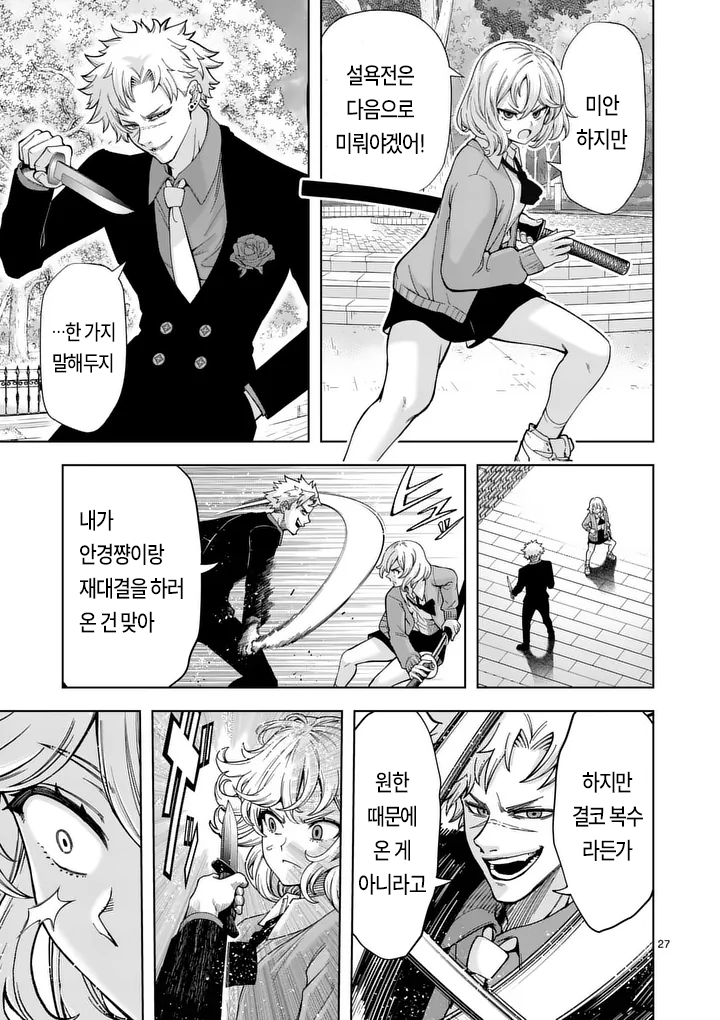 미안
하지만
설욕전은
다음으로
미뤄야겠어!
…한 가지
말해두지
내가
안경쨩이랑
재대결을 하러
온 건 맞아
하지만
결코 복수
라든가
원한
때문에
온 게
아니라고
27